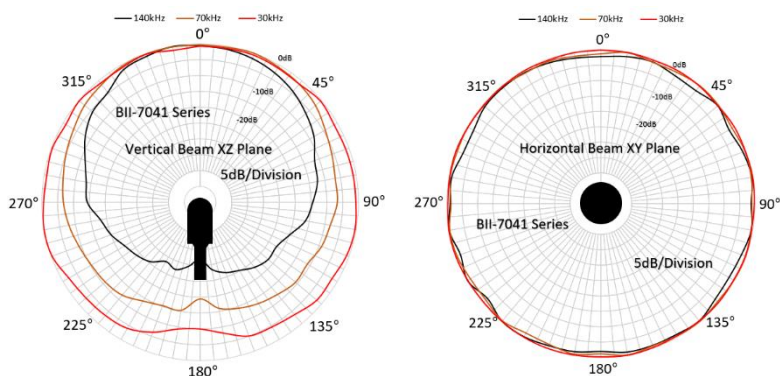 140kHz 70kHz 30kHz
0°
0dB
315° 45°
-10dB
BII-7041 Series
-20dB
Vertical Beam XZ Plane
5dB/Division
270° 90°
225° 135°
180°
140kHz 70kHz 30kHz
0°
0dB
315° 45°
-10dB
-20dB
Horizontal Beam XY Plane
270° 90°
BII-7041 Series
5dB/Division
225° 135°
180°